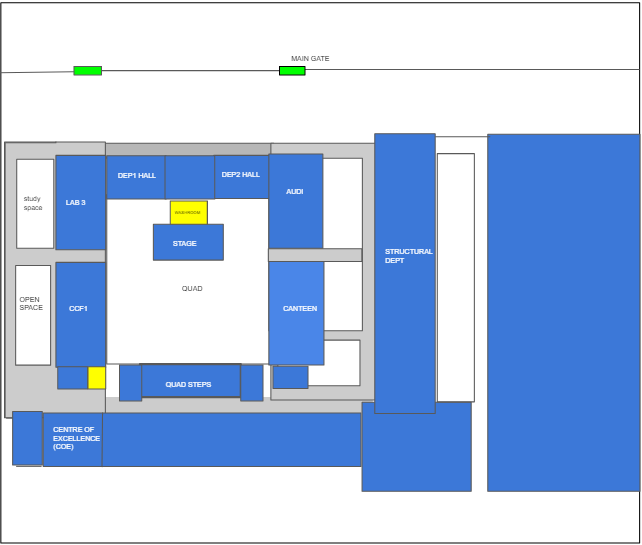 MAIN GATE
DEP1 HALL
DEP2 HALL
study
space
LAB 3
AUDI
WASHROOM
STAGE
STRUCTURAL
DEPT
QUAD
OPEN
SPACE
CCF1
CANTEEN
QUAD STEPS
CENTRE OF
EXCELLENCE
(COE)